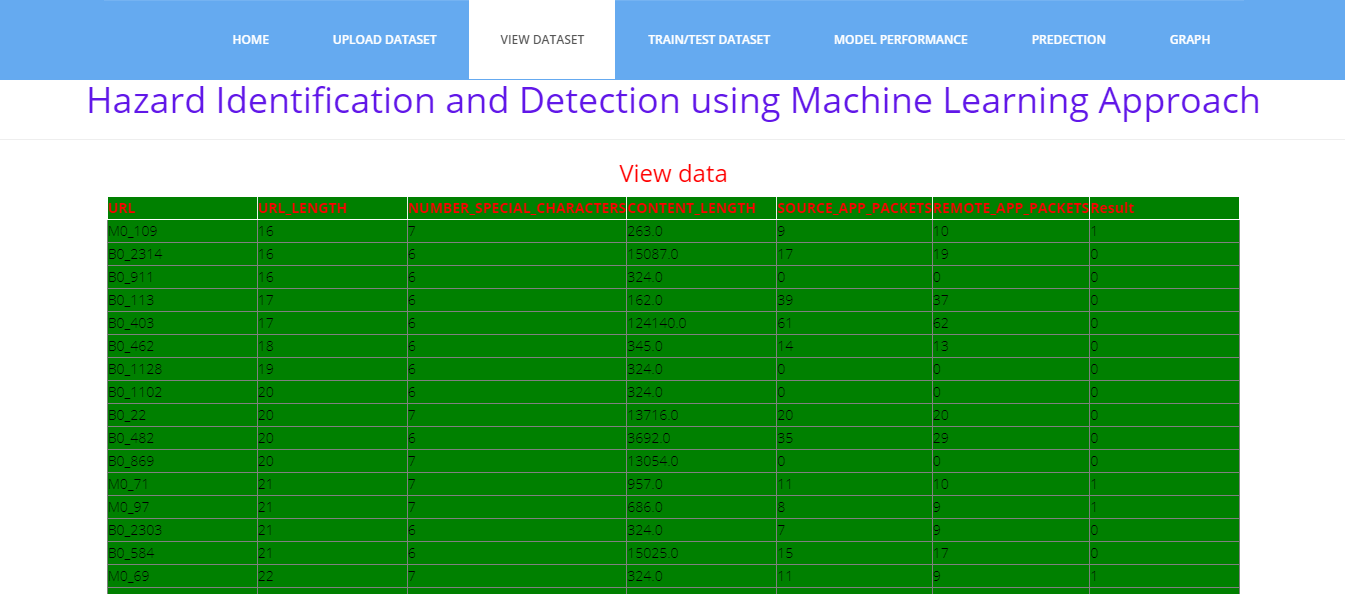 HOME UPLOAD DATASET VIEW DATASET TRAIN/TEST DATASET MODEL PERFORMANCE PREDECTION GRAPH
Hazard Identification and Detection using Machine Learning Approach
View data
URL URL_LENGTH NUMBER_SPECIAL_CHARACTERS CONTENT_LENGTH SOURCE_APP_PACKETS REMOTE_APP_PACKETS Result
M0_109 16 7 263.0 9 10 1
B0_2314 16 6 15087.0 17 19 0
B0_911 16 6 324.0 0 0 0
B0_113 17 6 162.0 39 37 0
B0_403 17 6 124140.0 61 62 0
B0_462 18 6 345.0 14 13 0
B0_1128 19 6 324.0 0 0 0
B0_1102 20 6 324.0 0 0 0
B0_22 20 7 13716.0 20 20 0
B0_482 20 6 3692.0 35 29 0
B0_869 20 7 13054.0 0 0 0
M0_71 21 7 957.0 11 10 1
M0_97 21 7 686.0 8 9 1
B0_2303 21 6 324.0 7 9 0
B0_584 21 6 15025.0 15 17 0
M0_69 22 7 324.0 11 9 1